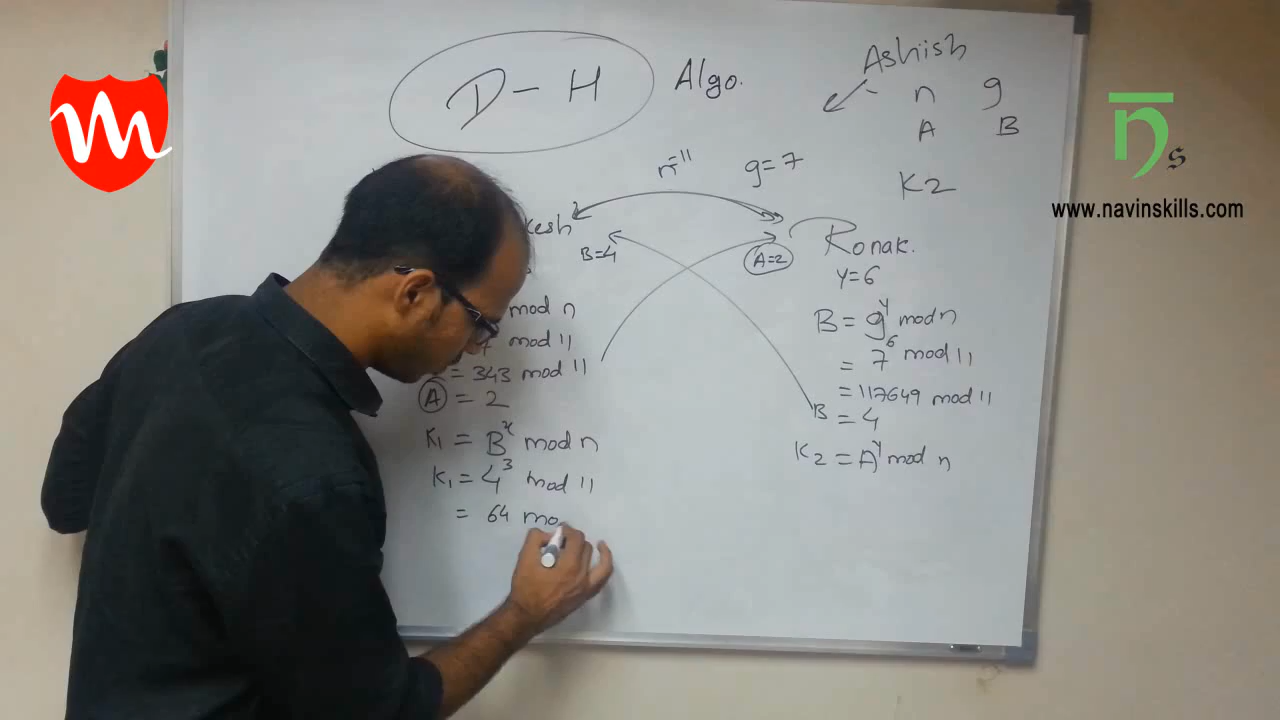 D - H Algo.
Ashish
n g
A B
K2
n=11 g=7
www.navinskills.com
kesh
B=4
A=2
Ronak.
Y=6
mod n
mod 11
= 343 mod 11
A = 2
K1 = B^x mod n
K1 = 4^3 mod 11
= 64 mo
B = g^y mod n
= 7^6 mod 11
= 117649 mod 11
B = 4
K2 = A^y mod n